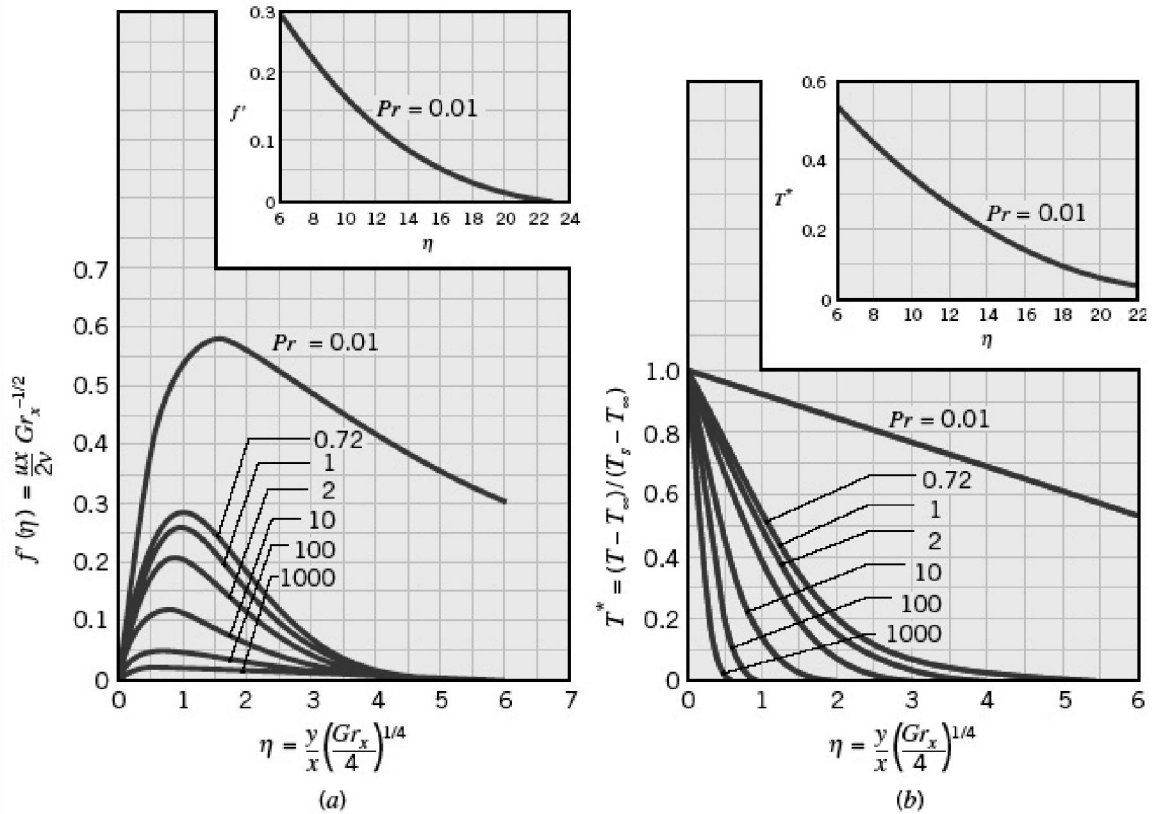 0.3
0.2
f'
Pr = 0.01
0.1
0
6 8 10 12 14 16 18 20 22 24
η
0.7
0.6
Pr = 0.01
0.5
0.4
0.72
1
2
0.3
10
0.2
100
1000
0.1
0
0 1 2 3 4 5 6 7
f' (η) = ux/2ν Gr_x^-1/2
η = y/x (Gr_x/4)^1/4
(a)
0.6
0.4
T*
Pr = 0.01
0.2
0
6 8 10 12 14 16 18 20 22
η
1.0
Pr = 0.01
0.8
0.72
0.6
1
2
0.4
10
100
0.2
1000
0
0 1 2 3 4 5 6
T* = (T − T∞)/(Ts − T∞)
η = y/x (Gr_x/4)^1/4
(b)